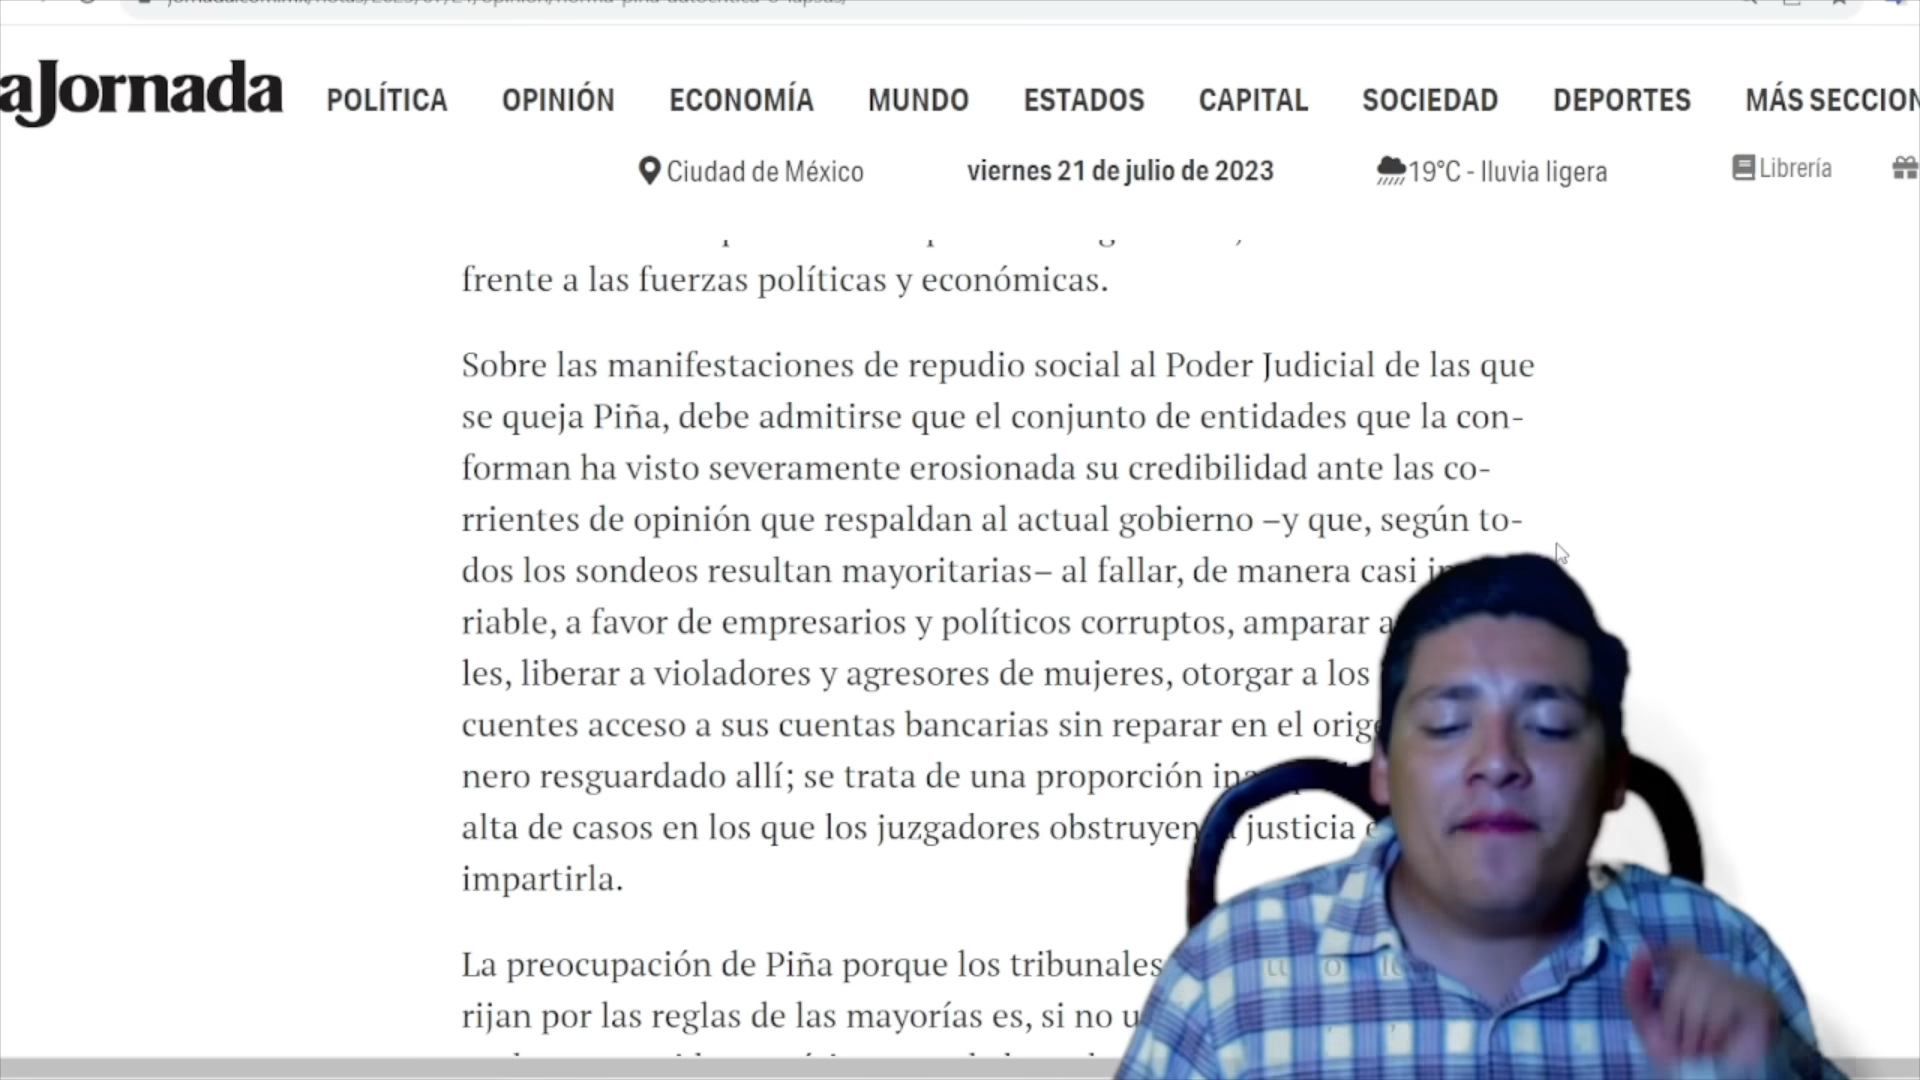 aJornada
POLÍTICA OPINIÓN ECONOMÍA MUNDO ESTADOS CAPITAL SOCIEDAD DEPORTES MÁS SECCION
Ciudad de México viernes 21 de julio de 2023 19°C - lluvia ligera Librería
frente a las fuerzas políticas y económicas.
Sobre las manifestaciones de repudio social al Poder Judicial de las que
se queja Piña, debe admitirse que el conjunto de entidades que la con-
forman ha visto severamente erosionada su credibilidad ante las co-
rrientes de opinión que respaldan al actual gobierno –y que, según to-
dos los sondeos resultan mayoritarias– al fallar, de manera casi
riable, a favor de empresarios y políticos corruptos, amparar a
les, liberar a violadores y agresores de mujeres, otorgar a los
cuentes acceso a sus cuentas bancarias sin reparar en el orige
nero resguardado allí; se trata de una proporción ina
alta de casos en los que los juzgadores obstruyen justicia
impartirla.
La preocupación de Piña porque los tribunales
rijan por las reglas de las mayorías es, si no u